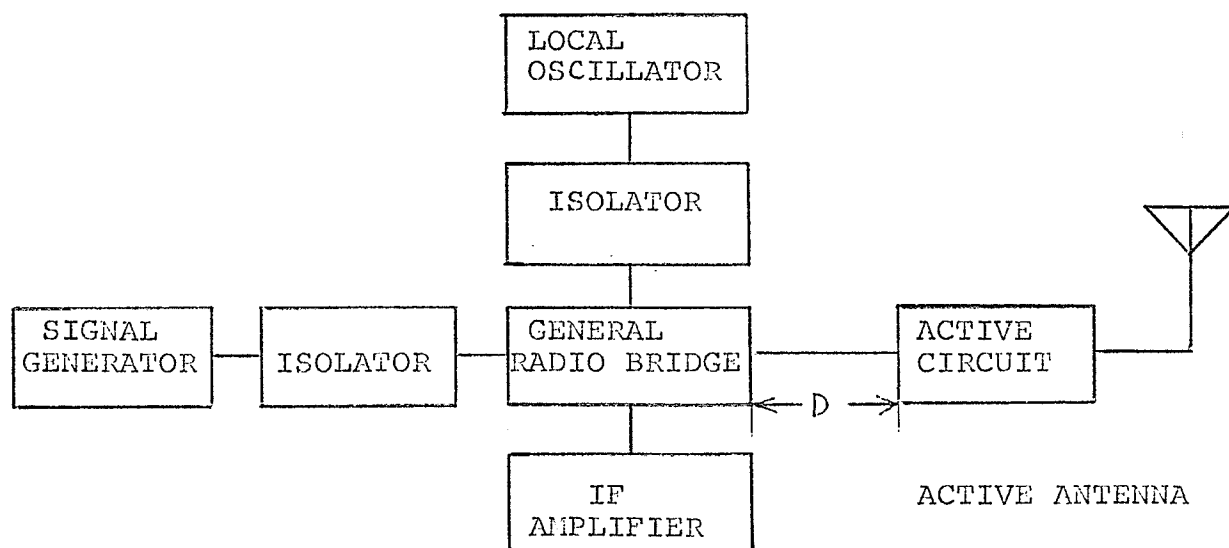 LOCAL
OSCILLATOR
ISOLATOR
SIGNAL
GENERATOR
ISOLATOR
GENERAL
RADIO BRIDGE
ACTIVE
CIRCUIT
D
IF
AMPLIFIER
ACTIVE ANTENNA